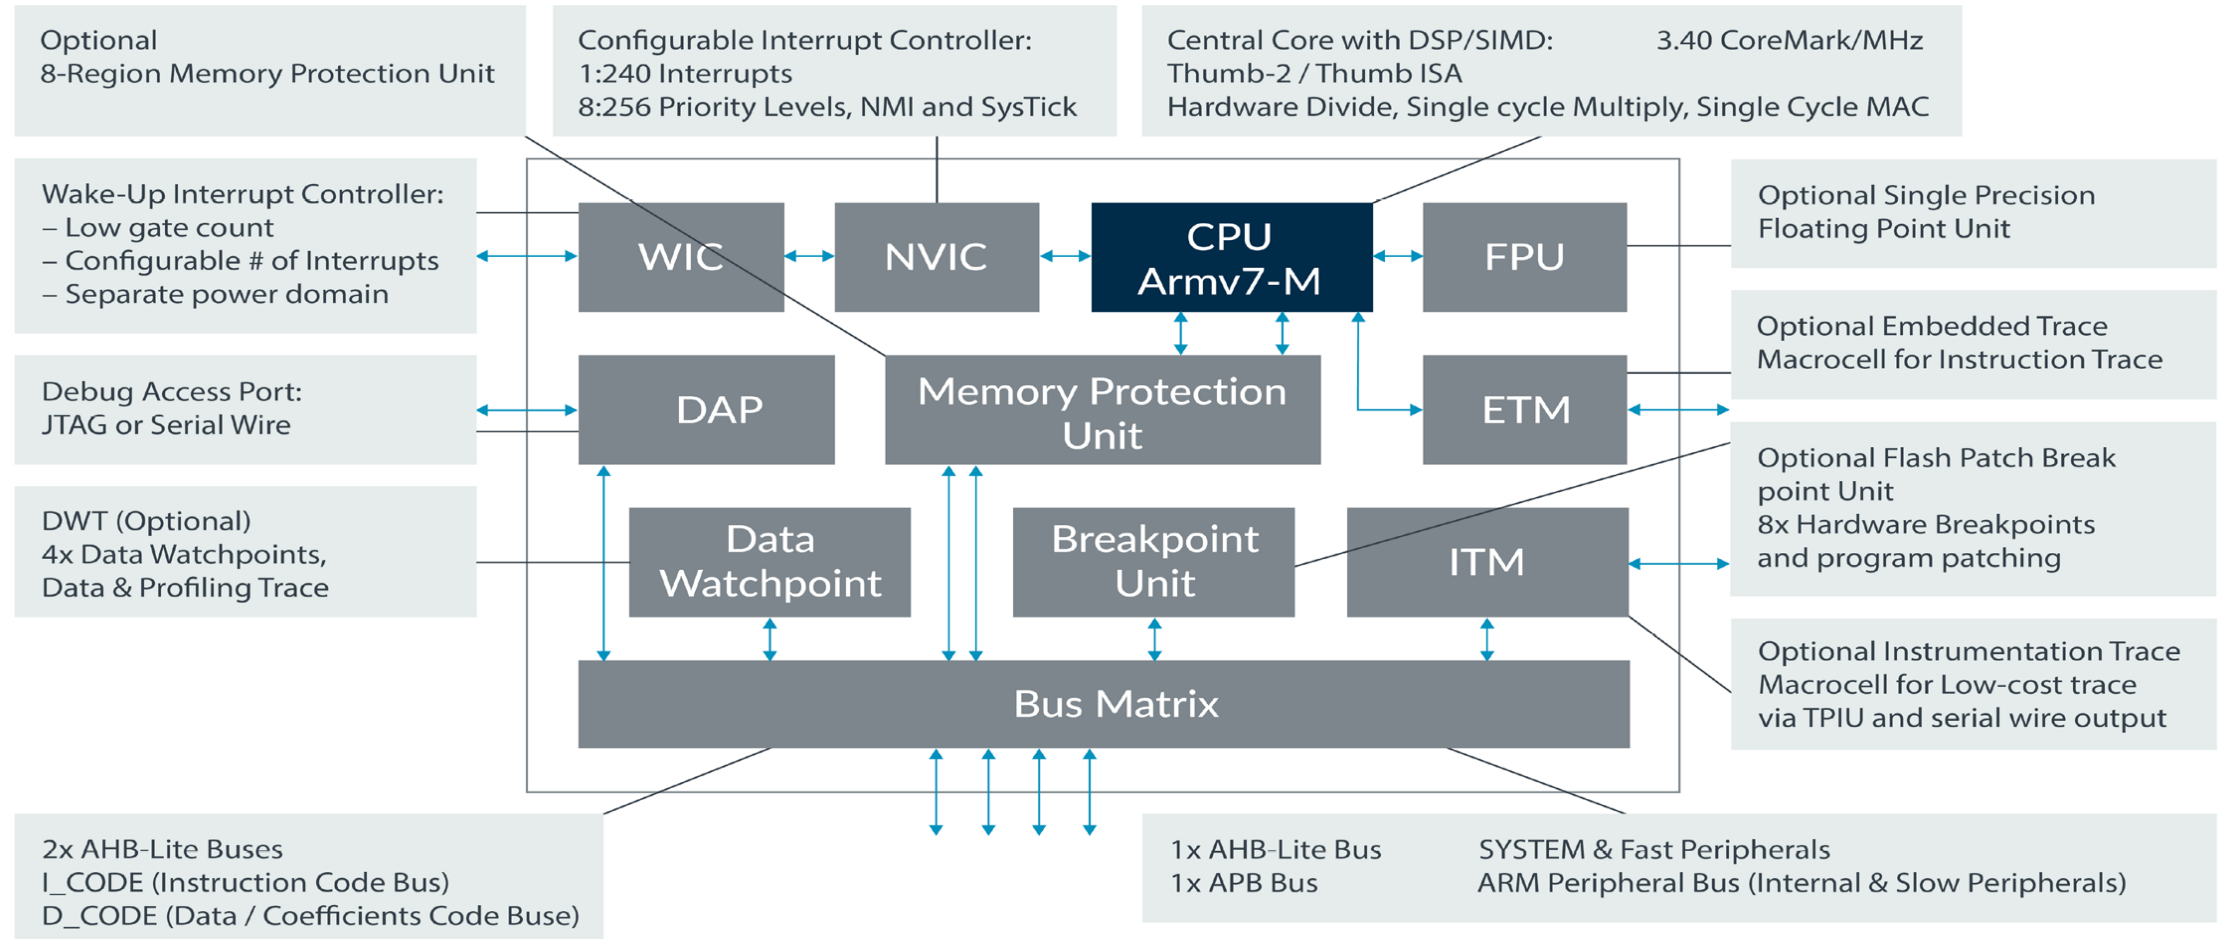 Optional
8-Region Memory Protection Unit
Configurable Interrupt Controller:
1:240 Interrupts
8:256 Priority Levels, NMI and SysTick
Central Core with DSP/SIMD: 3.40 CoreMark/MHz
Thumb-2 / Thumb ISA
Hardware Divide, Single cycle Multiply, Single Cycle MAC
Wake-Up Interrupt Controller:
– Low gate count
– Configurable # of Interrupts
– Separate power domain
WIC
NVIC
CPU
Armv7-M
FPU
Optional Single Precision
Floating Point Unit
Optional Embedded Trace
Macrocell for Instruction Trace
Debug Access Port:
JTAG or Serial Wire
DAP
Memory Protection
Unit
ETM
Optional Flash Patch Break
point Unit
8x Hardware Breakpoints
and program patching
DWT (Optional)
4x Data Watchpoints,
Data & Profiling Trace
Data
Watchpoint
Breakpoint
Unit
ITM
Optional Instrumentation Trace
Macrocell for Low-cost trace
via TPIU and serial wire output
Bus Matrix
2x AHB-Lite Buses
I_CODE (Instruction Code Bus)
D_CODE (Data / Coefficients Code Buse)
1x AHB-Lite Bus SYSTEM & Fast Peripherals
1x APB Bus ARM Peripheral Bus (Internal & Slow Peripherals)